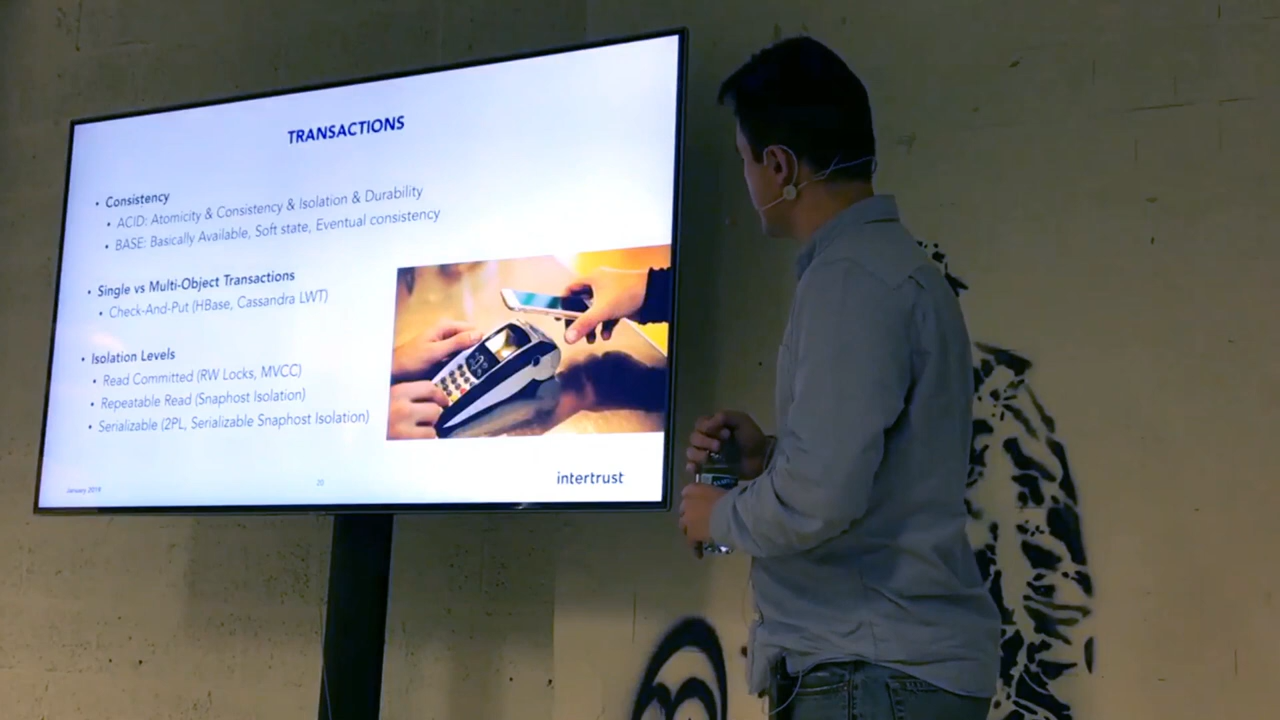 TRANSACTIONS
• Consistency
• ACID: Atomicity & Consistency & Isolation & Durability
• BASE: Basically Available, Soft state, Eventual consistency
• Single vs Multi-Object Transactions
• Check-And-Put (HBase, Cassandra LWT)
• Isolation Levels
• Read Committed (RW Locks, MVCC)
• Repeatable Read (Snaphost Isolation)
• Serializable (2PL, Serializable Snaphost Isolation)
January 2019
20
intertrust